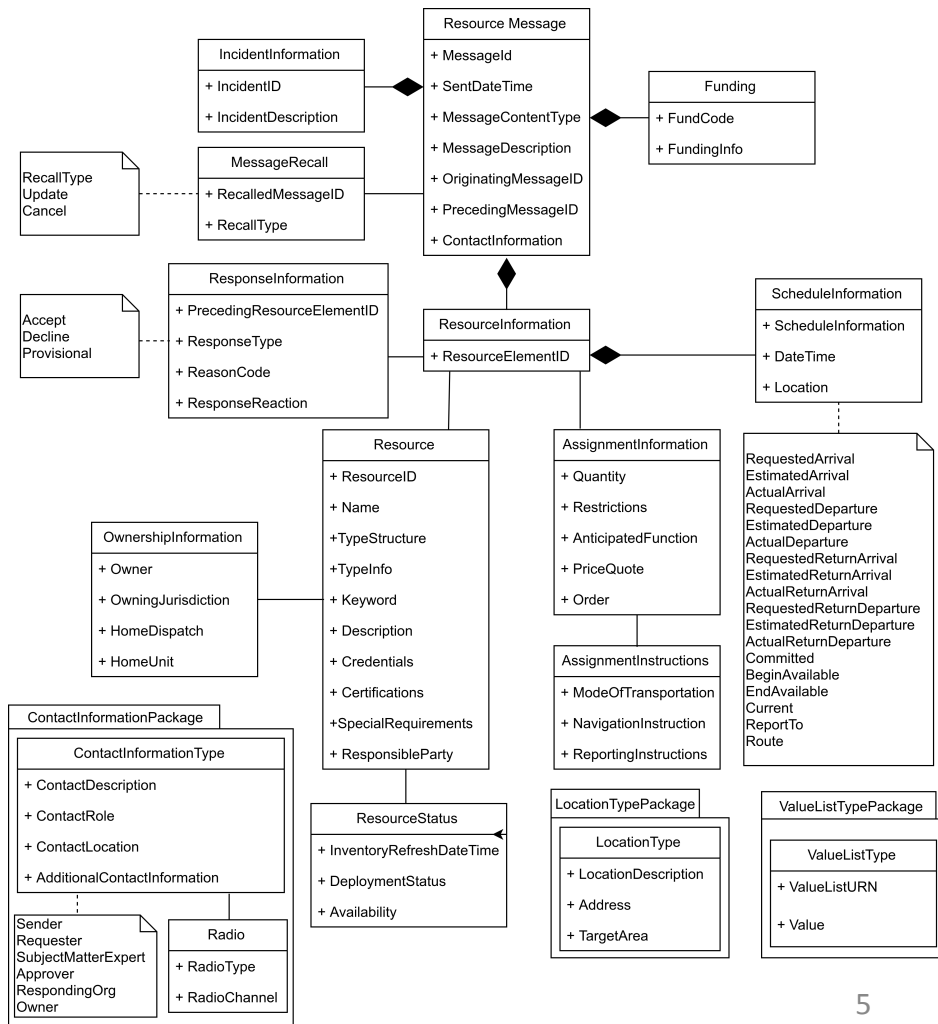 Resource Message
+ MessageId
+ SentDateTime
+ MessageContentType
+ MessageDescription
+ OriginatingMessageID
+ PrecedingMessageID
+ ContactInformation
IncidentInformation
+ IncidentID
+ IncidentDescription
Funding
+ FundCode
+ FundingInfo
MessageRecall
+ RecalledMessageID
+ RecallType
RecallType
Update
Cancel
ResponseInformation
+ PrecedingResourceElementID
+ ResponseType
+ ReasonCode
+ ResponseReaction
Accept
Decline
Provisional
ResourceInformation
+ ResourceElementID
ScheduleInformation
+ ScheduleInformation
+ DateTime
+ Location
RequestedArrival
EstimatedArrival
ActualArrival
RequestedDeparture
EstimatedDeparture
ActualDeparture
RequestedReturnArrival
EstimatedReturnArrival
ActualReturnArrival
RequestedReturnDeparture
EstimatedReturnDeparture
ActualReturnDeparture
Committed
BeginAvailable
EndAvailable
Current
ReportTo
Route
Resource
+ ResourceID
+ Name
+TypeStructure
+TypeInfo
+ Keyword
+ Description
+ Credentials
+ Certifications
+SpecialRequirements
+ ResponsibleParty
AssignmentInformation
+ Quantity
+ Restrictions
+ AnticipatedFunction
+ PriceQuote
+ Order
AssignmentInstructions
+ ModeOfTransportation
+ NavigationInstruction
+ ReportingInstructions
OwnershipInformation
+ Owner
+ OwningJurisdiction
+ HomeDispatch
+ HomeUnit
ContactInformationPackage
ContactInformationType
+ ContactDescription
+ ContactRole
+ ContactLocation
+ AdditionalContactInformation
Sender
Requester
SubjectMatterExpert
Approver
RespondingOrg
Owner
Radio
+ RadioType
+ RadioChannel
ResourceStatus
+ InventoryRefreshDateTime
+ DeploymentStatus
+ Availability
LocationTypePackage
LocationType
+ LocationDescription
+ Address
+ TargetArea
ValueListTypePackage
ValueListType
+ ValueListURN
+ Value
5